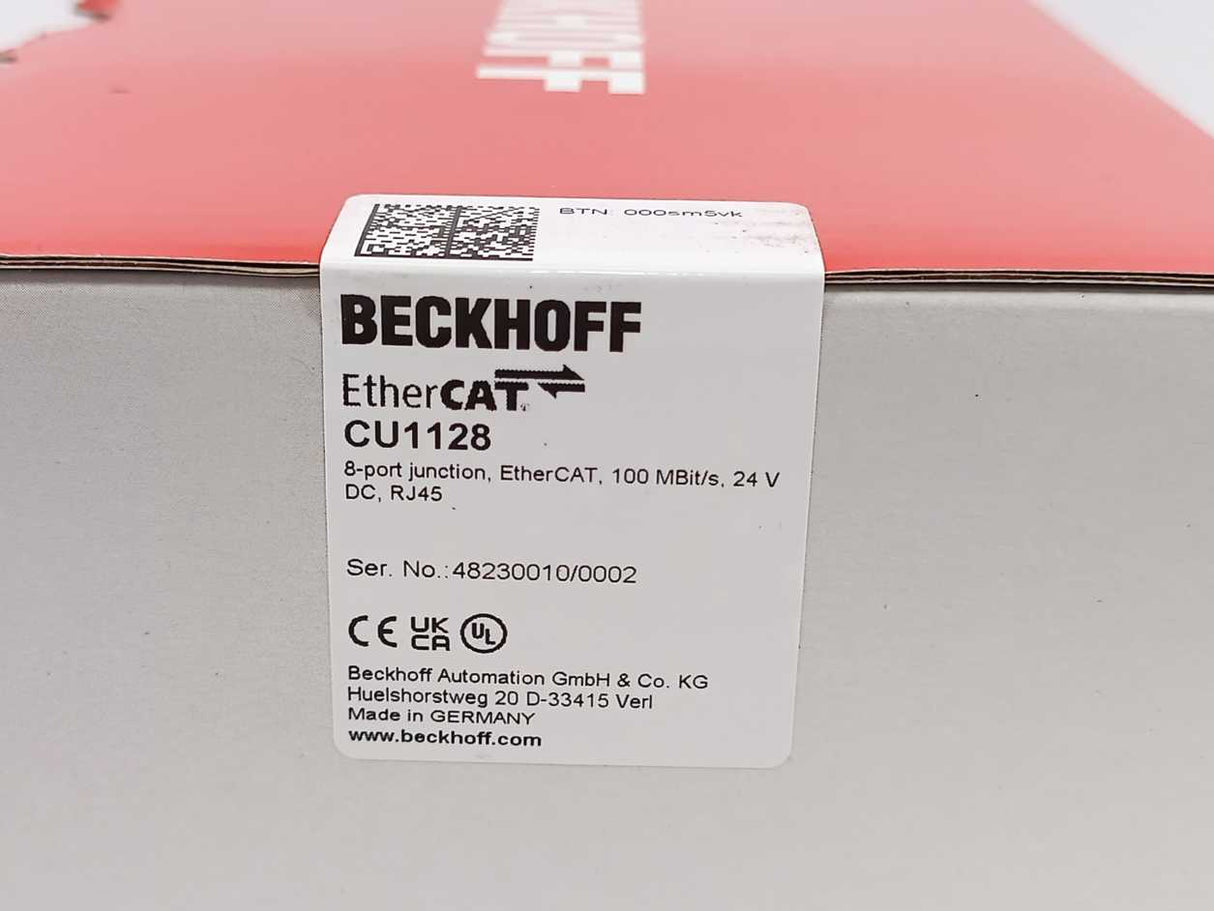 BTN: 000sm5vk
BECKHOFF
EtherCAT®
CU1128
8-port junction, EtherCAT, 100 MBit/s, 24 V
DC, RJ45
Ser. No.:48230010/0002
CE UK CA UL
Beckhoff Automation GmbH & Co. KG
Huelshorstweg 20 D-33415 Verl
Made in GERMANY
www.beckhoff.com